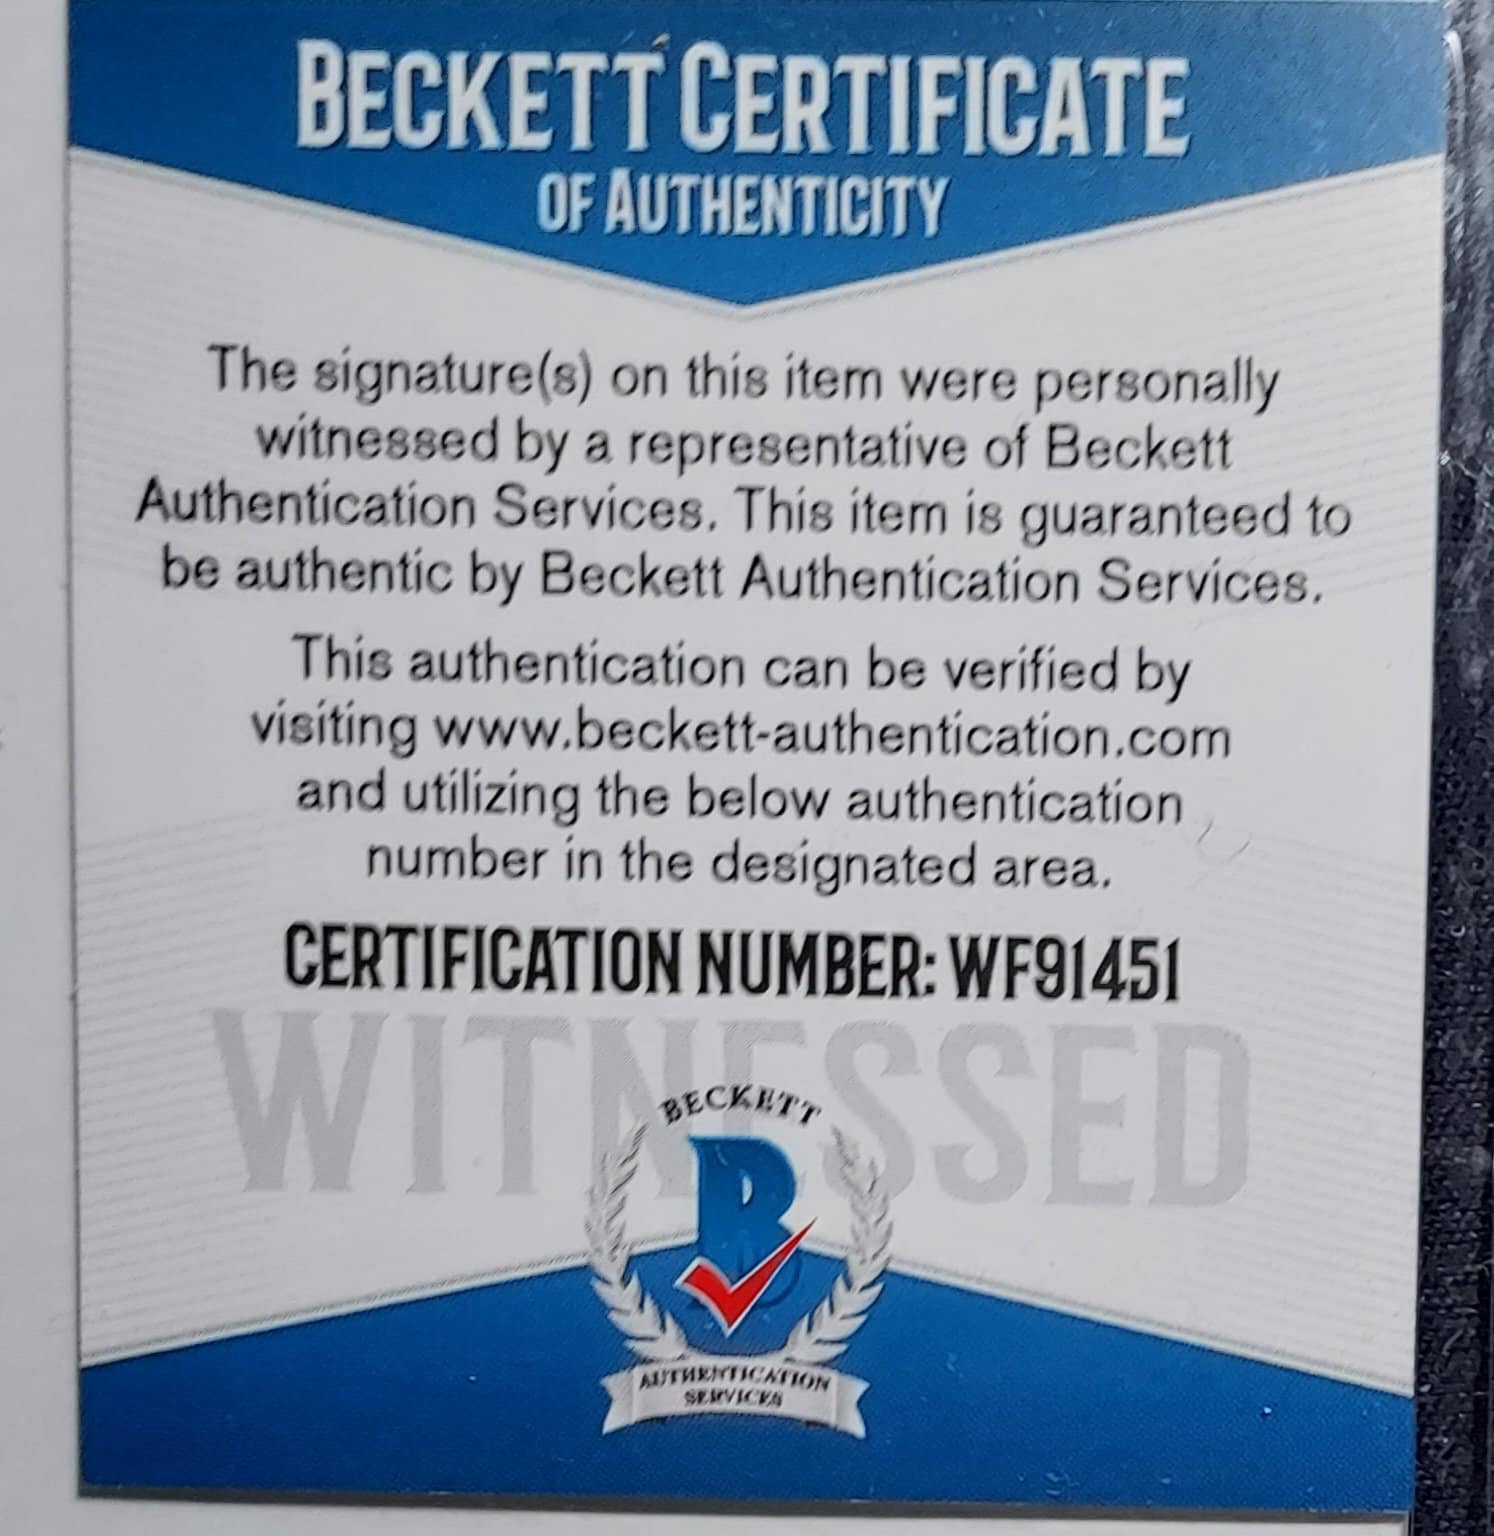 BECKETT CERTIFICATE
OF AUTHENTICITY
The signature(s) on this item were personally
witnessed by a representative of Beckett
Authentication Services. This item is guaranteed to
be authentic by Beckett Authentication Services.
This authentication can be verified by
visiting www.beckett-authentication.com
and utilizing the below authentication
number in the designated area.
CERTIFICATION NUMBER: WF91451
WITNESSED
BECKETT
B
AUTHENTICATION
SERVICES